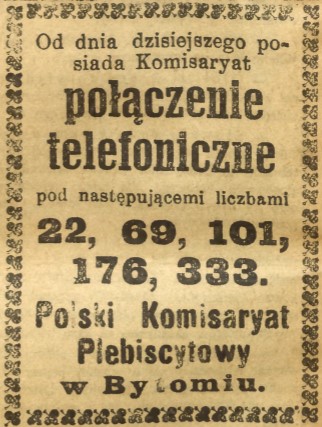 Od dnia dzisiejszego po-
siada Komisaryat
połączenie
telefoniczne
pod następującemi liczbami
22, 69, 101,
176, 333.
Polski Komisaryat
Plebiscytowy
w Bytomiu.